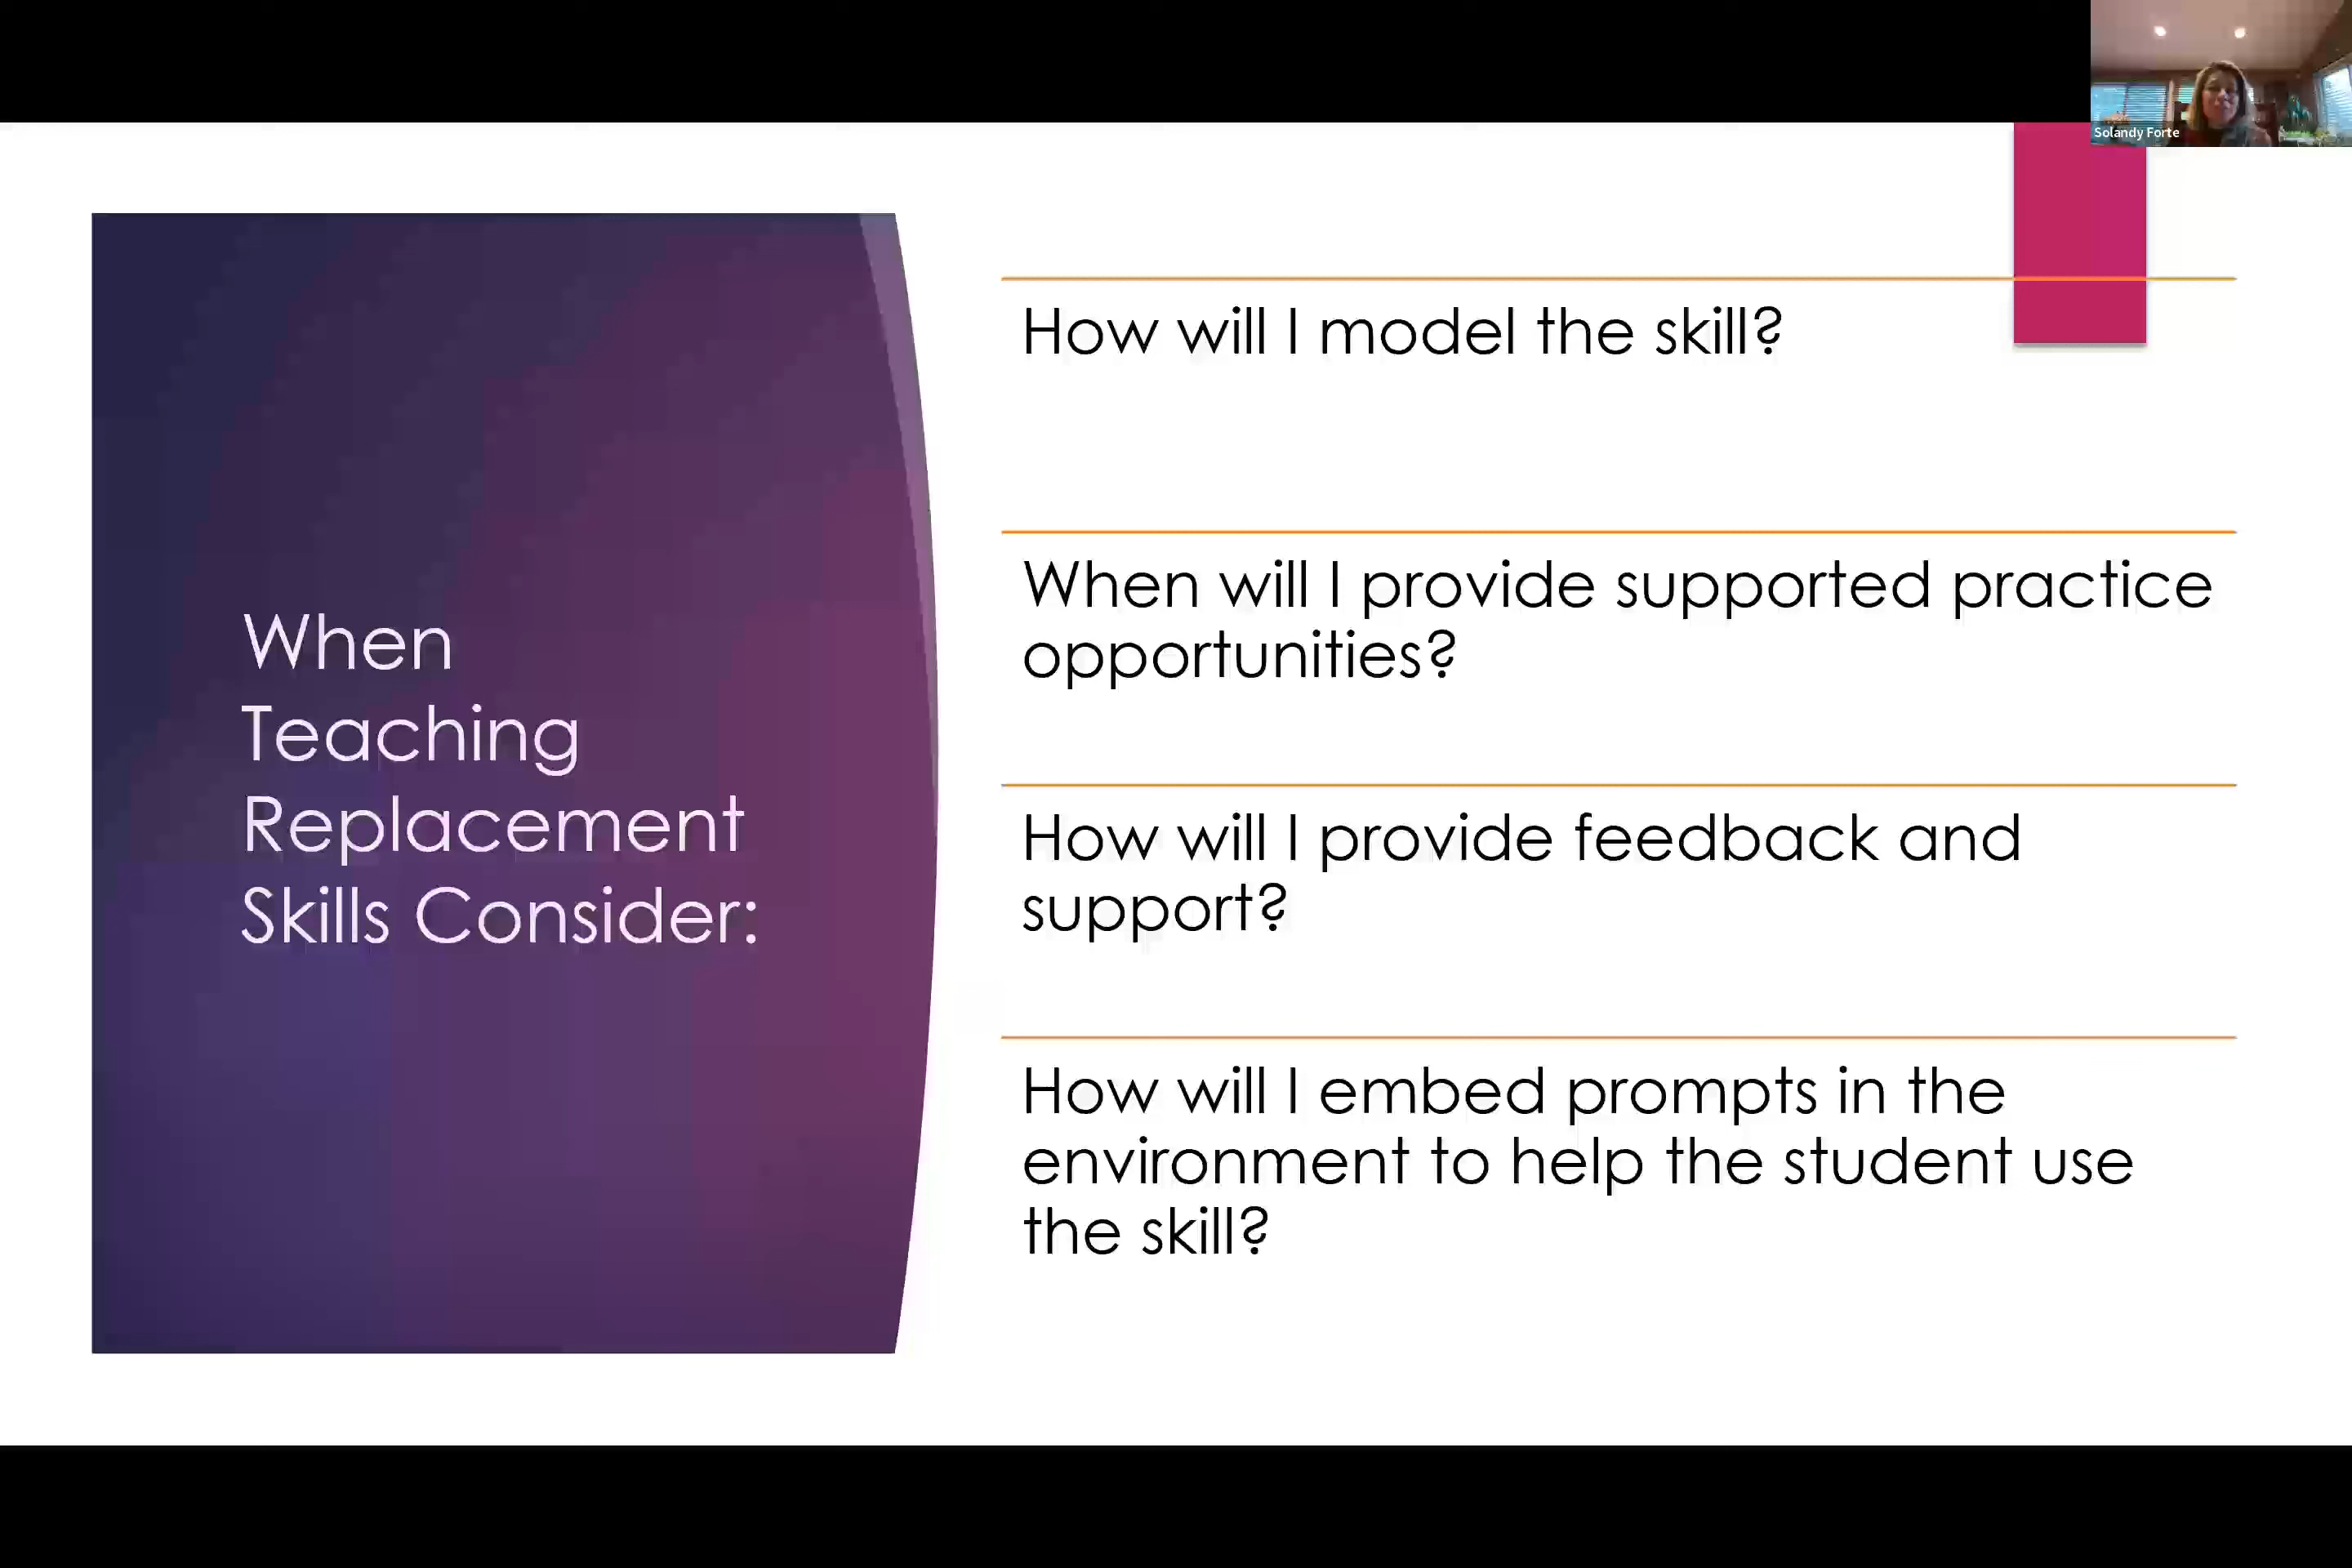 Solandy Forte
When
Teaching
Replacement
Skills Consider:
How will I model the skill?
When will I provide supported practice
opportunities?
How will I provide feedback and
support?
How will I embed prompts in the
environment to help the student use
the skill?